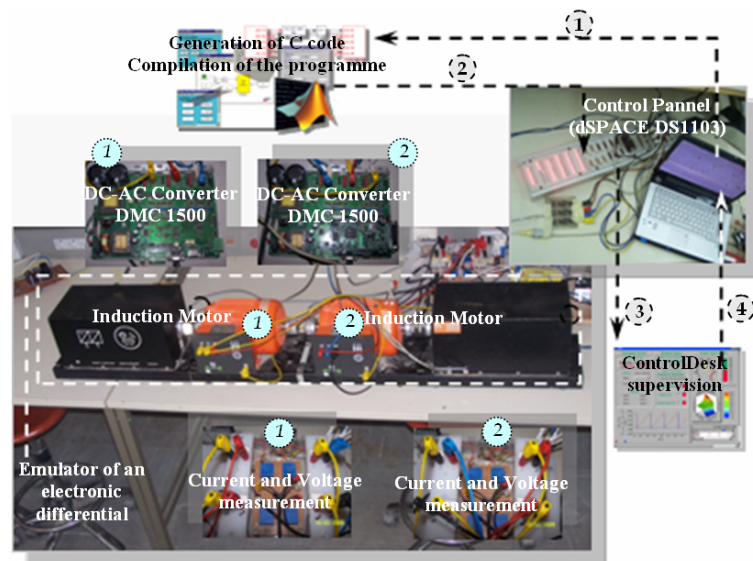 Generation of C code
Compilation of the programme
1
2
Control Pannel
(dSPACE DS1103)
1
DC-AC Converter
DMC 1500
2
DC-AC Converter
DMC 1500
Induction Motor
1
2
Induction Motor
3
4
ControlDesk
supervision
Emulator of an
electronic
differential
1
Current and Voltage
measurement
2
Current and Voltage
measurement